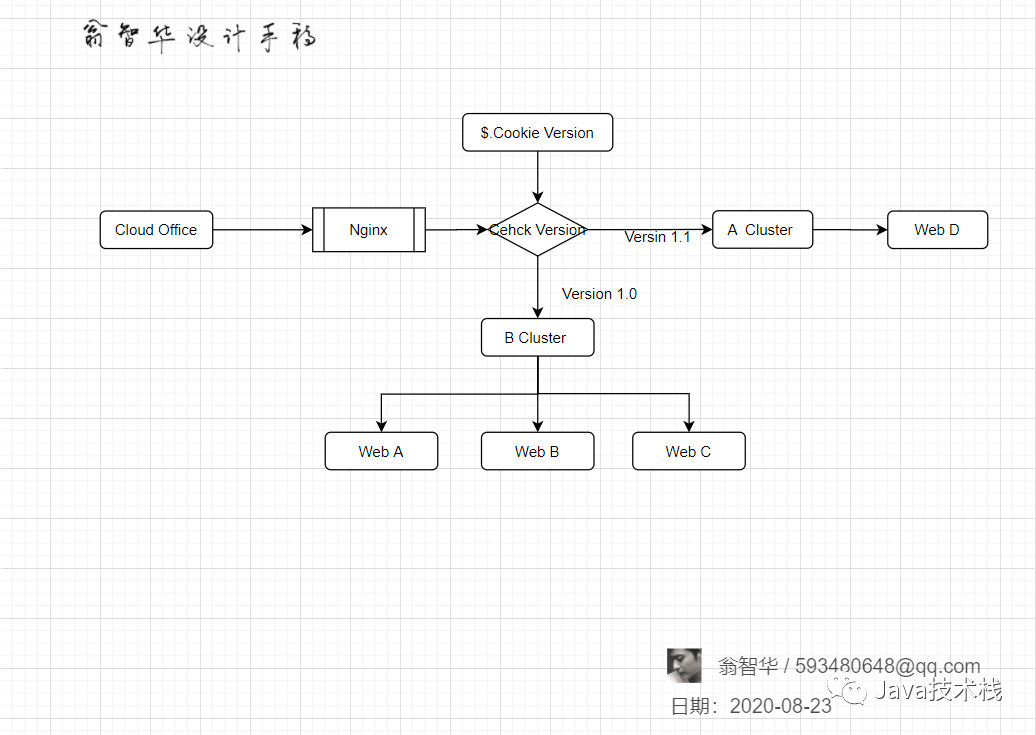 翁智华设计手稿
$.Cookie Version
Cloud Office
Nginx
Cehck Version
Versin 1.1
A  Cluster
Web D
Version 1.0
B Cluster
Web A
Web B
Web C
翁智华 / 593480648@qq.com
Java技术栈
日期：2020-08-23